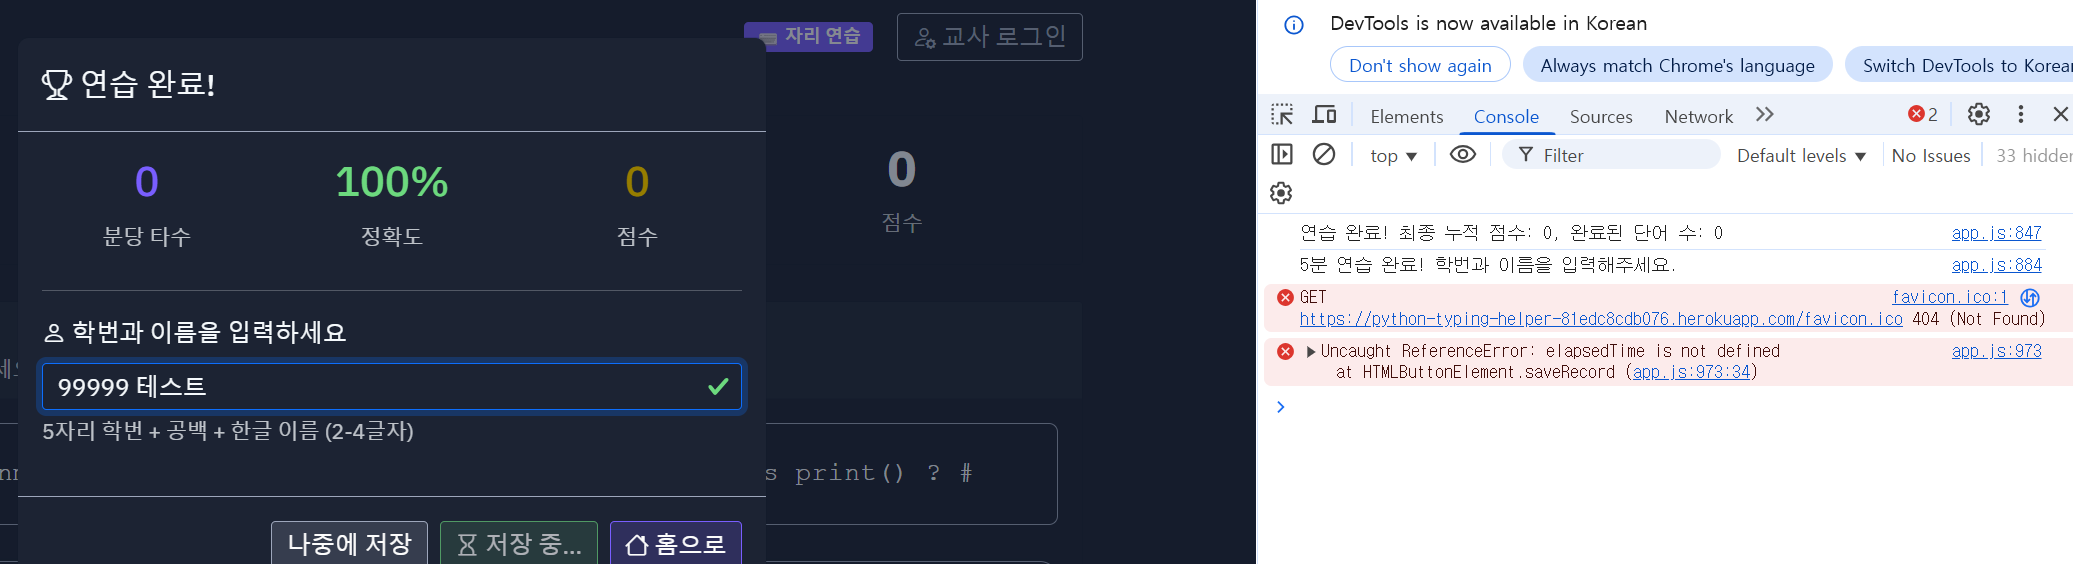 자리 연습
교사 로그인
연습 완료!
0
분당 타수
100%
정확도
0
점수
0
점수
학번과 이름을 입력하세요
99999 테스트
5자리 학번 + 공백 + 한글 이름 (2-4글자)
s print() ? #
나중에 저장
저장 중...
홈으로
DevTools is now available in Korean
Don't show again
Always match Chrome's language
Switch DevTools to Korean
Elements
Console
Sources
Network
2
top
Filter
Default levels
No Issues
33 hidden
연습 완료! 최종 누적 점수: 0, 완료된 단어 수: 0
app.js:847
5분 연습 완료! 학번과 이름을 입력해주세요.
app.js:884
GET
favicon.ico:1
https://python-typing-helper-81edc8cdb076.herokuapp.com/favicon.ico 404 (Not Found)
Uncaught ReferenceError: elapsedTime is not defined
app.js:973
at HTMLButtonElement.saveRecord (app.js:973:34)